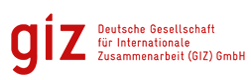 giz
Deutsche Gesellschaft
für Internationale
Zusammenarbeit (GIZ) GmbH